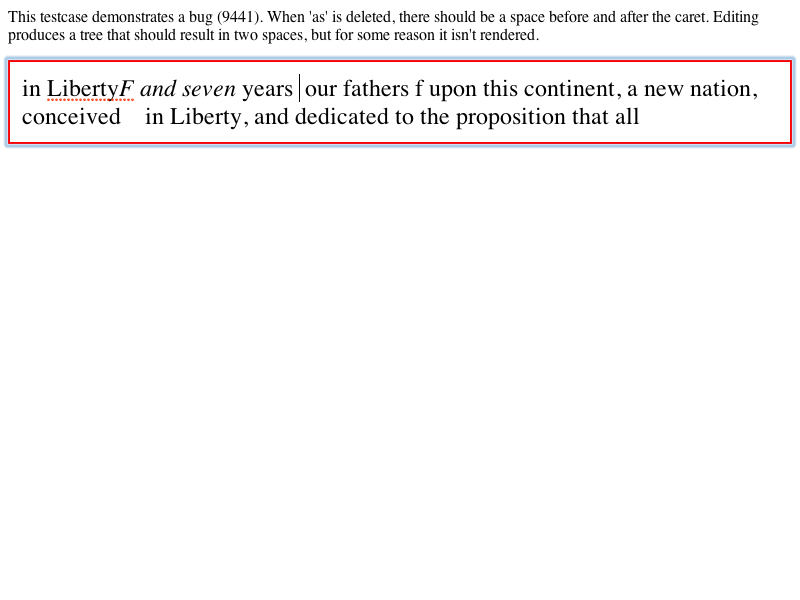 This testcase demonstrates a bug (9441). When 'as' is deleted, there should be a space before and after the caret. Editing
produces a tree that should result in two spaces, but for some reason it isn't rendered.
in LibertyF and seven years our fathers f upon this continent, a new nation,
conceived    in Liberty, and dedicated to the proposition that all